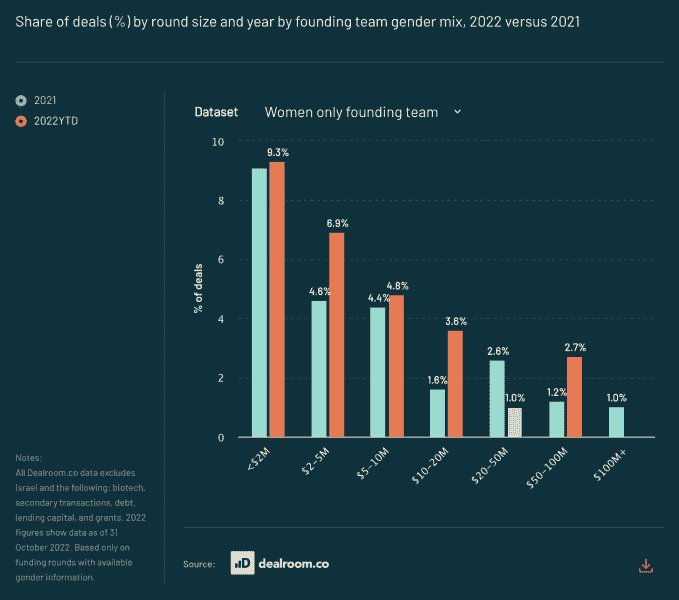 Share of deals (%) by round size and year by founding team gender mix, 2022 versus 2021
2021
2022YTD
Dataset Women only founding team
% of deals
10
8
6
4
2
0
9.3%
4.6%
6.9%
4.4%
4.8%
1.6%
3.6%
2.6%
1.0%
1.2%
2.7%
1.0%
<$2M
$2-5M
$5-10M
$10-20M
$20-50M
$50-100M
$100M+
Notes:
All Dealroom.co data excludes
Israel and the following: biotech,
secondary transactions, debt,
lending capital, and grants. 2022
figures show data as of 31
October 2022. Based only on
funding rounds with available
gender information.
Source: D dealroom.co